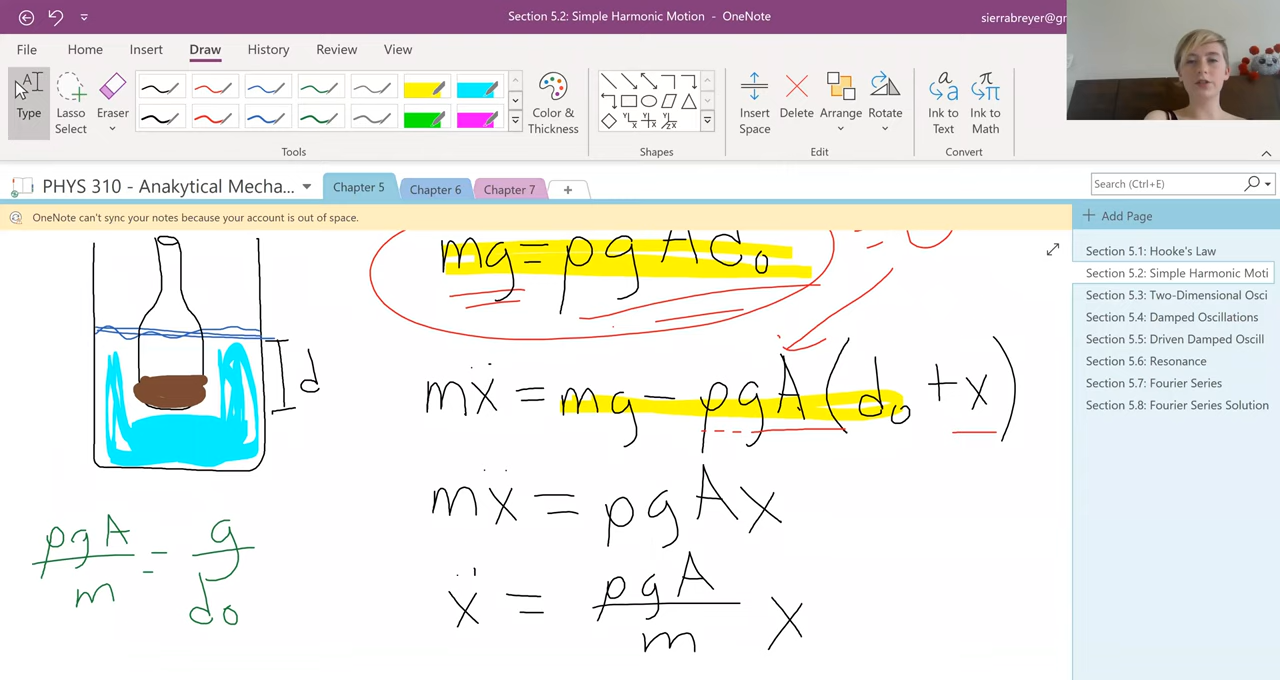 Section 5.2: Simple Harmonic Motion - OneNote
sierrabreyer@gr
File Home Insert Draw History Review View
Type
Lasso Select
Eraser
Color & Thickness
Insert Space
Delete
Arrange
Rotate
Ink to Text
Ink to Math
Tools
Shapes
Edit
Convert
PHYS 310 - Anakytical Mecha...
Chapter 5
Chapter 6
Chapter 7
Search (Ctrl+E)
OneNote can't sync your notes because your account is out of space.
Add Page
Section 5.1: Hooke's Law
Section 5.2: Simple Harmonic Moti
Section 5.3: Two-Dimensional Osci
Section 5.4: Damped Oscillations
Section 5.5: Driven Damped Oscill
Section 5.6: Resonance
Section 5.7: Fourier Series
Section 5.8: Fourier Series Solution
mg = ρgAd₀
= 0
d
mẍ = mg - ρgA(d₀ + x)
mẍ = ρgAx
ρgA/m = g/d₀
ẍ = ρgA/m x